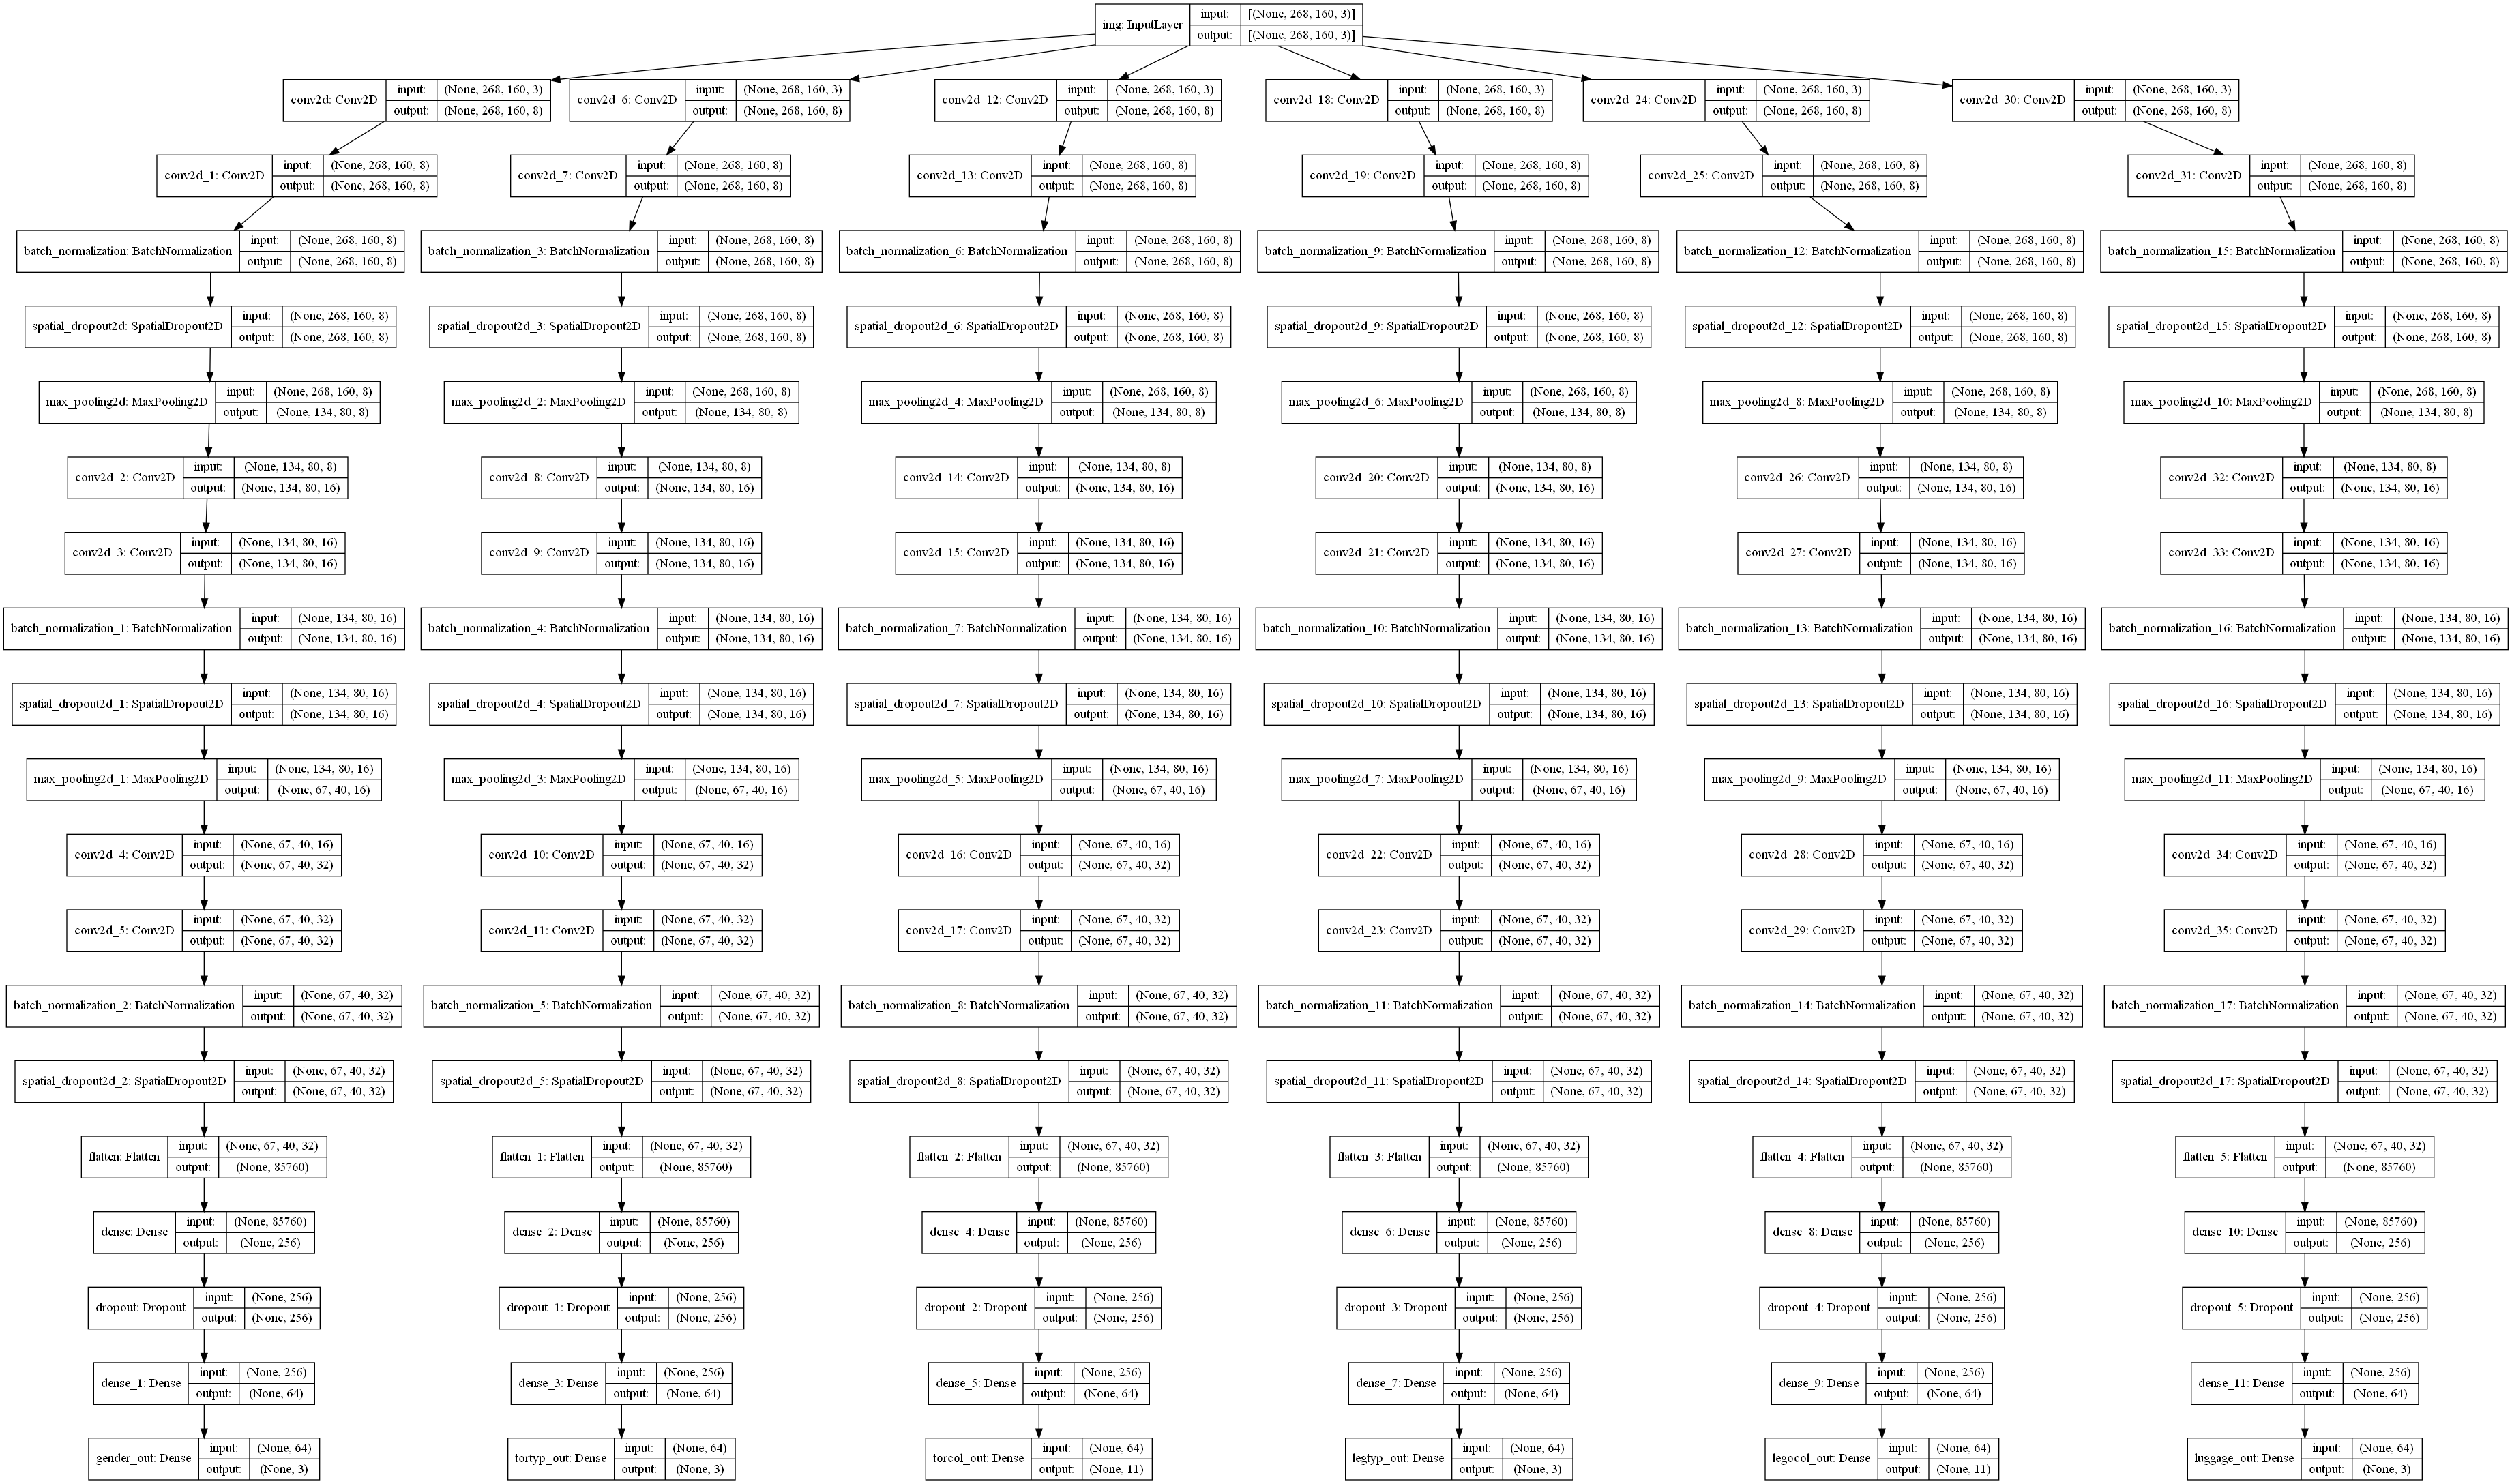 img: InputLayer input: [(None, 268, 160, 3)] output: [(None, 268, 160, 3)]
conv2d: Conv2D input: (None, 268, 160, 3) output: (None, 268, 160, 8)
conv2d_6: Conv2D input: (None, 268, 160, 3) output: (None, 268, 160, 8)
conv2d_12: Conv2D input: (None, 268, 160, 3) output: (None, 268, 160, 8)
conv2d_18: Conv2D input: (None, 268, 160, 3) output: (None, 268, 160, 8)
conv2d_24: Conv2D input: (None, 268, 160, 3) output: (None, 268, 160, 8)
conv2d_30: Conv2D input: (None, 268, 160, 3) output: (None, 268, 160, 8)
conv2d_1: Conv2D input: (None, 268, 160, 8) output: (None, 268, 160, 8)
conv2d_7: Conv2D input: (None, 268, 160, 8) output: (None, 268, 160, 8)
conv2d_13: Conv2D input: (None, 268, 160, 8) output: (None, 268, 160, 8)
conv2d_19: Conv2D input: (None, 268, 160, 8) output: (None, 268, 160, 8)
conv2d_25: Conv2D input: (None, 268, 160, 8) output: (None, 268, 160, 8)
conv2d_31: Conv2D input: (None, 268, 160, 8) output: (None, 268, 160, 8)
batch_normalization: BatchNormalization input: (None, 268, 160, 8) output: (None, 268, 160, 8)
batch_normalization_3: BatchNormalization input: (None, 268, 160, 8) output: (None, 268, 160, 8)
batch_normalization_6: BatchNormalization input: (None, 268, 160, 8) output: (None, 268, 160, 8)
batch_normalization_9: BatchNormalization input: (None, 268, 160, 8) output: (None, 268, 160, 8)
batch_normalization_12: BatchNormalization input: (None, 268, 160, 8) output: (None, 268, 160, 8)
batch_normalization_15: BatchNormalization input: (None, 268, 160, 8) output: (None, 268, 160, 8)
spatial_dropout2d: SpatialDropout2D input: (None, 268, 160, 8) output: (None, 268, 160, 8)
spatial_dropout2d_3: SpatialDropout2D input: (None, 268, 160, 8) output: (None, 268, 160, 8)
spatial_dropout2d_6: SpatialDropout2D input: (None, 268, 160, 8) output: (None, 268, 160, 8)
spatial_dropout2d_9: SpatialDropout2D input: (None, 268, 160, 8) output: (None, 268, 160, 8)
spatial_dropout2d_12: SpatialDropout2D input: (None, 268, 160, 8) output: (None, 268, 160, 8)
spatial_dropout2d_15: SpatialDropout2D input: (None, 268, 160, 8) output: (None, 268, 160, 8)
max_pooling2d: MaxPooling2D input: (None, 268, 160, 8) output: (None, 134, 80, 8)
max_pooling2d_2: MaxPooling2D input: (None, 268, 160, 8) output: (None, 134, 80, 8)
max_pooling2d_4: MaxPooling2D input: (None, 268, 160, 8) output: (None, 134, 80, 8)
max_pooling2d_6: MaxPooling2D input: (None, 268, 160, 8) output: (None, 134, 80, 8)
max_pooling2d_8: MaxPooling2D input: (None, 268, 160, 8) output: (None, 134, 80, 8)
max_pooling2d_10: MaxPooling2D input: (None, 268, 160, 8) output: (None, 134, 80, 8)
conv2d_2: Conv2D input: (None, 134, 80, 8) output: (None, 134, 80, 16)
conv2d_8: Conv2D input: (None, 134, 80, 8) output: (None, 134, 80, 16)
conv2d_14: Conv2D input: (None, 134, 80, 8) output: (None, 134, 80, 16)
conv2d_20: Conv2D input: (None, 134, 80, 8) output: (None, 134, 80, 16)
conv2d_26: Conv2D input: (None, 134, 80, 8) output: (None, 134, 80, 16)
conv2d_32: Conv2D input: (None, 134, 80, 8) output: (None, 134, 80, 16)
conv2d_3: Conv2D input: (None, 134, 80, 16) output: (None, 134, 80, 16)
conv2d_9: Conv2D input: (None, 134, 80, 16) output: (None, 134, 80, 16)
conv2d_15: Conv2D input: (None, 134, 80, 16) output: (None, 134, 80, 16)
conv2d_21: Conv2D input: (None, 134, 80, 16) output: (None, 134, 80, 16)
conv2d_27: Conv2D input: (None, 134, 80, 16) output: (None, 134, 80, 16)
conv2d_33: Conv2D input: (None, 134, 80, 16) output: (None, 134, 80, 16)
batch_normalization_1: BatchNormalization input: (None, 134, 80, 16) output: (None, 134, 80, 16)
batch_normalization_4: BatchNormalization input: (None, 134, 80, 16) output: (None, 134, 80, 16)
batch_normalization_7: BatchNormalization input: (None, 134, 80, 16) output: (None, 134, 80, 16)
batch_normalization_10: BatchNormalization input: (None, 134, 80, 16) output: (None, 134, 80, 16)
batch_normalization_13: BatchNormalization input: (None, 134, 80, 16) output: (None, 134, 80, 16)
batch_normalization_16: BatchNormalization input: (None, 134, 80, 16) output: (None, 134, 80, 16)
spatial_dropout2d_1: SpatialDropout2D input: (None, 134, 80, 16) output: (None, 134, 80, 16)
spatial_dropout2d_4: SpatialDropout2D input: (None, 134, 80, 16) output: (None, 134, 80, 16)
spatial_dropout2d_7: SpatialDropout2D input: (None, 134, 80, 16) output: (None, 134, 80, 16)
spatial_dropout2d_10: SpatialDropout2D input: (None, 134, 80, 16) output: (None, 134, 80, 16)
spatial_dropout2d_13: SpatialDropout2D input: (None, 134, 80, 16) output: (None, 134, 80, 16)
spatial_dropout2d_16: SpatialDropout2D input: (None, 134, 80, 16) output: (None, 134, 80, 16)
max_pooling2d_1: MaxPooling2D input: (None, 134, 80, 16) output: (None, 67, 40, 16)
max_pooling2d_3: MaxPooling2D input: (None, 134, 80, 16) output: (None, 67, 40, 16)
max_pooling2d_5: MaxPooling2D input: (None, 134, 80, 16) output: (None, 67, 40, 16)
max_pooling2d_7: MaxPooling2D input: (None, 134, 80, 16) output: (None, 67, 40, 16)
max_pooling2d_9: MaxPooling2D input: (None, 134, 80, 16) output: (None, 67, 40, 16)
max_pooling2d_11: MaxPooling2D input: (None, 134, 80, 16) output: (None, 67, 40, 16)
conv2d_4: Conv2D input: (None, 67, 40, 16) output: (None, 67, 40, 32)
conv2d_10: Conv2D input: (None, 67, 40, 16) output: (None, 67, 40, 32)
conv2d_16: Conv2D input: (None, 67, 40, 16) output: (None, 67, 40, 32)
conv2d_22: Conv2D input: (None, 67, 40, 16) output: (None, 67, 40, 32)
conv2d_28: Conv2D input: (None, 67, 40, 16) output: (None, 67, 40, 32)
conv2d_34: Conv2D input: (None, 67, 40, 16) output: (None, 67, 40, 32)
conv2d_5: Conv2D input: (None, 67, 40, 32) output: (None, 67, 40, 32)
conv2d_11: Conv2D input: (None, 67, 40, 32) output: (None, 67, 40, 32)
conv2d_17: Conv2D input: (None, 67, 40, 32) output: (None, 67, 40, 32)
conv2d_23: Conv2D input: (None, 67, 40, 32) output: (None, 67, 40, 32)
conv2d_29: Conv2D input: (None, 67, 40, 32) output: (None, 67, 40, 32)
conv2d_35: Conv2D input: (None, 67, 40, 32) output: (None, 67, 40, 32)
batch_normalization_2: BatchNormalization input: (None, 67, 40, 32) output: (None, 67, 40, 32)
batch_normalization_5: BatchNormalization input: (None, 67, 40, 32) output: (None, 67, 40, 32)
batch_normalization_8: BatchNormalization input: (None, 67, 40, 32) output: (None, 67, 40, 32)
batch_normalization_11: BatchNormalization input: (None, 67, 40, 32) output: (None, 67, 40, 32)
batch_normalization_14: BatchNormalization input: (None, 67, 40, 32) output: (None, 67, 40, 32)
batch_normalization_17: BatchNormalization input: (None, 67, 40, 32) output: (None, 67, 40, 32)
spatial_dropout2d_2: SpatialDropout2D input: (None, 67, 40, 32) output: (None, 67, 40, 32)
spatial_dropout2d_5: SpatialDropout2D input: (None, 67, 40, 32) output: (None, 67, 40, 32)
spatial_dropout2d_8: SpatialDropout2D input: (None, 67, 40, 32) output: (None, 67, 40, 32)
spatial_dropout2d_11: SpatialDropout2D input: (None, 67, 40, 32) output: (None, 67, 40, 32)
spatial_dropout2d_14: SpatialDropout2D input: (None, 67, 40, 32) output: (None, 67, 40, 32)
spatial_dropout2d_17: SpatialDropout2D input: (None, 67, 40, 32) output: (None, 67, 40, 32)
flatten: Flatten input: (None, 67, 40, 32) output: (None, 85760)
flatten_1: Flatten input: (None, 67, 40, 32) output: (None, 85760)
flatten_2: Flatten input: (None, 67, 40, 32) output: (None, 85760)
flatten_3: Flatten input: (None, 67, 40, 32) output: (None, 85760)
flatten_4: Flatten input: (None, 67, 40, 32) output: (None, 85760)
flatten_5: Flatten input: (None, 67, 40, 32) output: (None, 85760)
dense: Dense input: (None, 85760) output: (None, 256)
dense_2: Dense input: (None, 85760) output: (None, 256)
dense_4: Dense input: (None, 85760) output: (None, 256)
dense_6: Dense input: (None, 85760) output: (None, 256)
dense_8: Dense input: (None, 85760) output: (None, 256)
dense_10: Dense input: (None, 85760) output: (None, 256)
dropout: Dropout input: (None, 256) output: (None, 256)
dropout_1: Dropout input: (None, 256) output: (None, 256)
dropout_2: Dropout input: (None, 256) output: (None, 256)
dropout_3: Dropout input: (None, 256) output: (None, 256)
dropout_4: Dropout input: (None, 256) output: (None, 256)
dropout_5: Dropout input: (None, 256) output: (None, 256)
dense_1: Dense input: (None, 256) output: (None, 64)
dense_3: Dense input: (None, 256) output: (None, 64)
dense_5: Dense input: (None, 256) output: (None, 64)
dense_7: Dense input: (None, 256) output: (None, 64)
dense_9: Dense input: (None, 256) output: (None, 64)
dense_11: Dense input: (None, 256) output: (None, 64)
gender_out: Dense input: (None, 64) output: (None, 3)
tortyp_out: Dense input: (None, 64) output: (None, 3)
torcol_out: Dense input: (None, 64) output: (None, 11)
legtyp_out: Dense input: (None, 64) output: (None, 3)
legocol_out: Dense input: (None, 64) output: (None, 11)
luggage_out: Dense input: (None, 64) output: (None, 3)